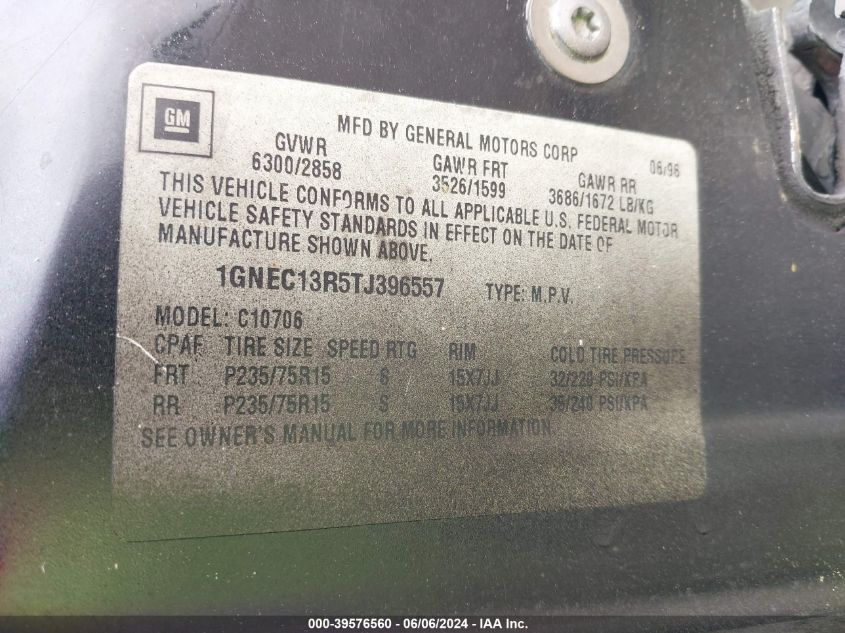 GM
MFD BY GENERAL MOTORS CORP 06/96
GVWR GAWR FRT GAWR RR
6300/2858 3526/1599 3686/1672 LB/KG
THIS VEHICLE CONFORMS TO ALL APPLICABLE U.S. FEDERAL MOTOR
VEHICLE SAFETY STANDARDS IN EFFECT ON THE DATE OF
MANUFACTURE SHOWN ABOVE.
1GNEC13R5TJ396557 TYPE: M.P.V.
MODEL: C10706
CPAF TIRE SIZE SPEED RTG RIM COLD TIRE PRESSURE
FRT P235/75R15 S 15X7JJ 32/220 PSI/KPA
RR P235/75R15 S 15X7JJ 35/240 PSI/KPA
SEE OWNER'S MANUAL FOR MORE INFORMATION
000-39576560 - 06/06/2024 - IAA Inc.